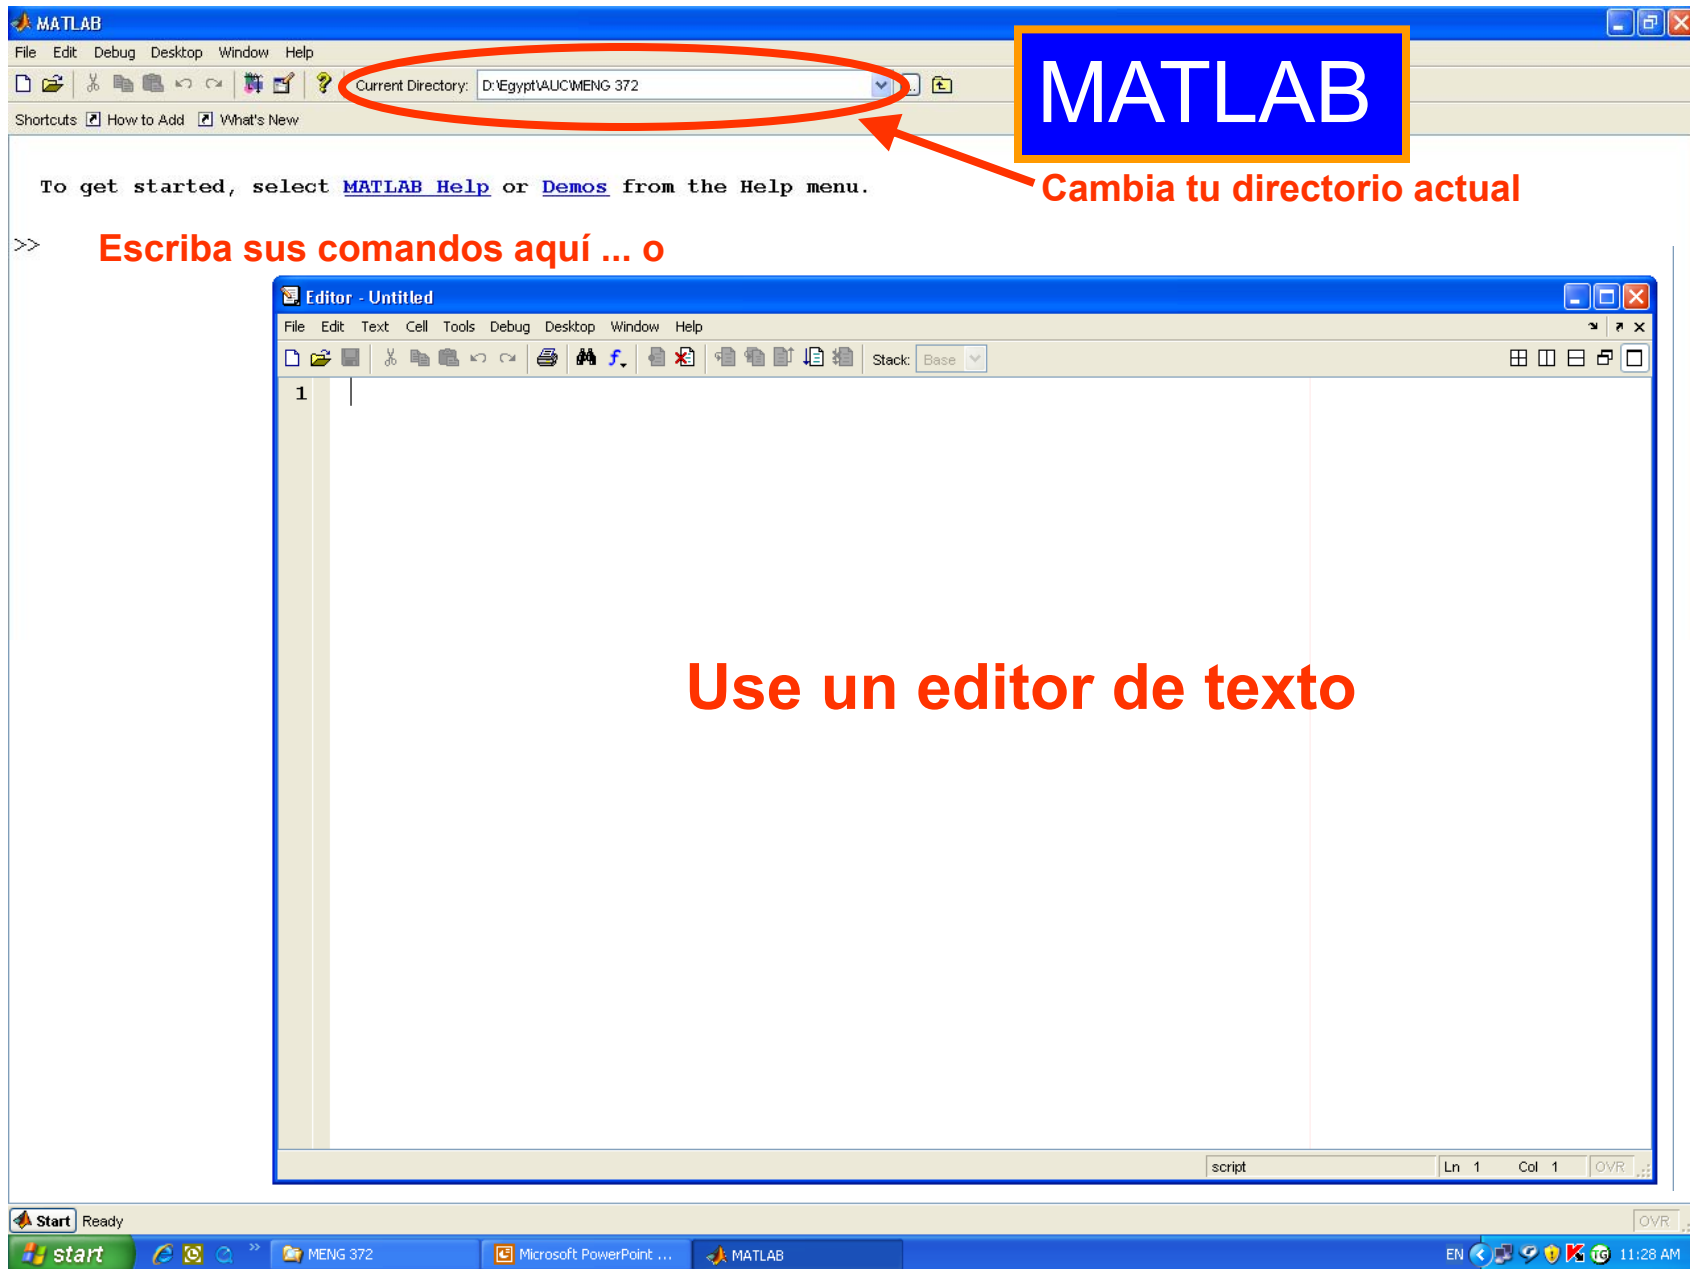 MATLAB
File Edit Debug Desktop Window Help
Current Directory: D:\Egypt\AUC\MENG 372
Shortcuts How to Add What's New
MATLAB
To get started, select MATLAB Help or Demos from the Help menu.
Cambia tu directorio actual
>> Escriba sus comandos aquí ... o
Editor - Untitled
File Edit Text Cell Tools Debug Desktop Window Help
Stack: Base
1
Use un editor de texto
script Ln 1 Col 1 OVR
Start Ready OVR
start MENG 372 Microsoft PowerPoint ... MATLAB EN 11:28 AM